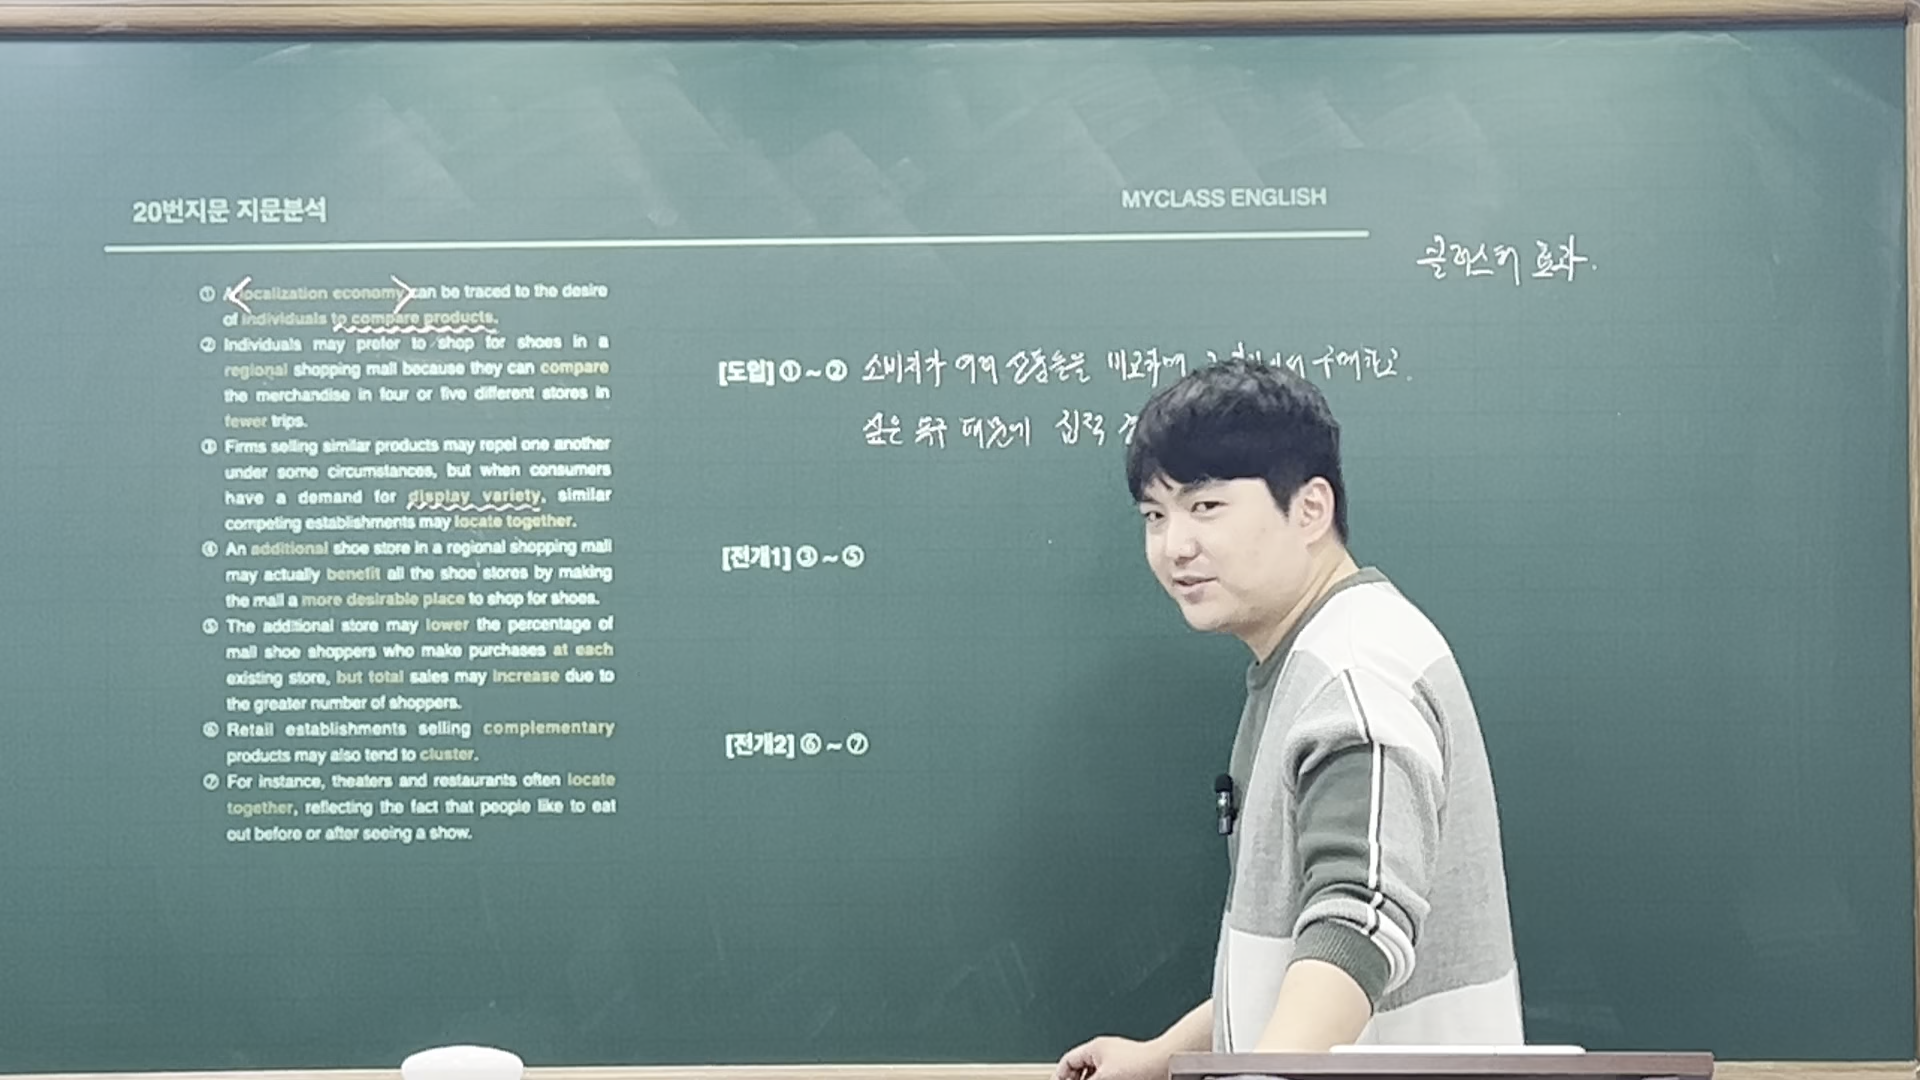 20번지문 지문분석
MYCLASS ENGLISH
클러스터 효과.
① A localization economy can be traced to the desire
of individuals to compare products.
② Individuals may prefer to shop for shoes in a
regional shopping mall because they can compare
the merchandise in four or five different stores in
fewer trips.
③ Firms selling similar products may repel one another
under some circumstances, but when consumers
have a demand for display variety, similar
competing establishments may locate together.
④ An additional shoe store in a regional shopping mall
may actually benefit all the shoe stores by making
the mall a more desirable place to shop for shoes.
⑤ The additional store may lower the percentage of
mall shoe shoppers who make purchases at each
existing store, but total sales may increase due to
the greater number of shoppers.
⑥ Retail establishments selling complementary
products may also tend to cluster.
⑦ For instance, theaters and restaurants often locate
together, reflecting the fact that people like to eat
out before or after seeing a show.
[도입] ① ~ ② 소비자가 여러 상품들을 비교하며 구매하고
싶은 욕구 때문에 집적
[전개1] ③ ~ ⑤
[전개2] ⑥ ~ ⑦